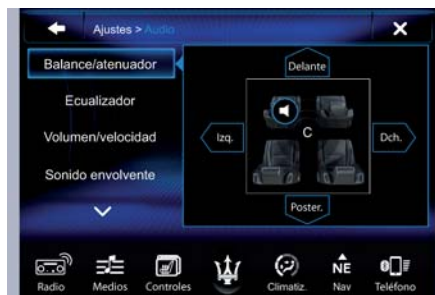 Ajustes > Audio
Balance/atenuador
Ecualizador
Volumen/velocidad
Sonido envolvente
Delante
Izq.
C
Dch.
Poster.
Radio
Medios
Controles
Climatiz.
NE
Nav
Teléfono